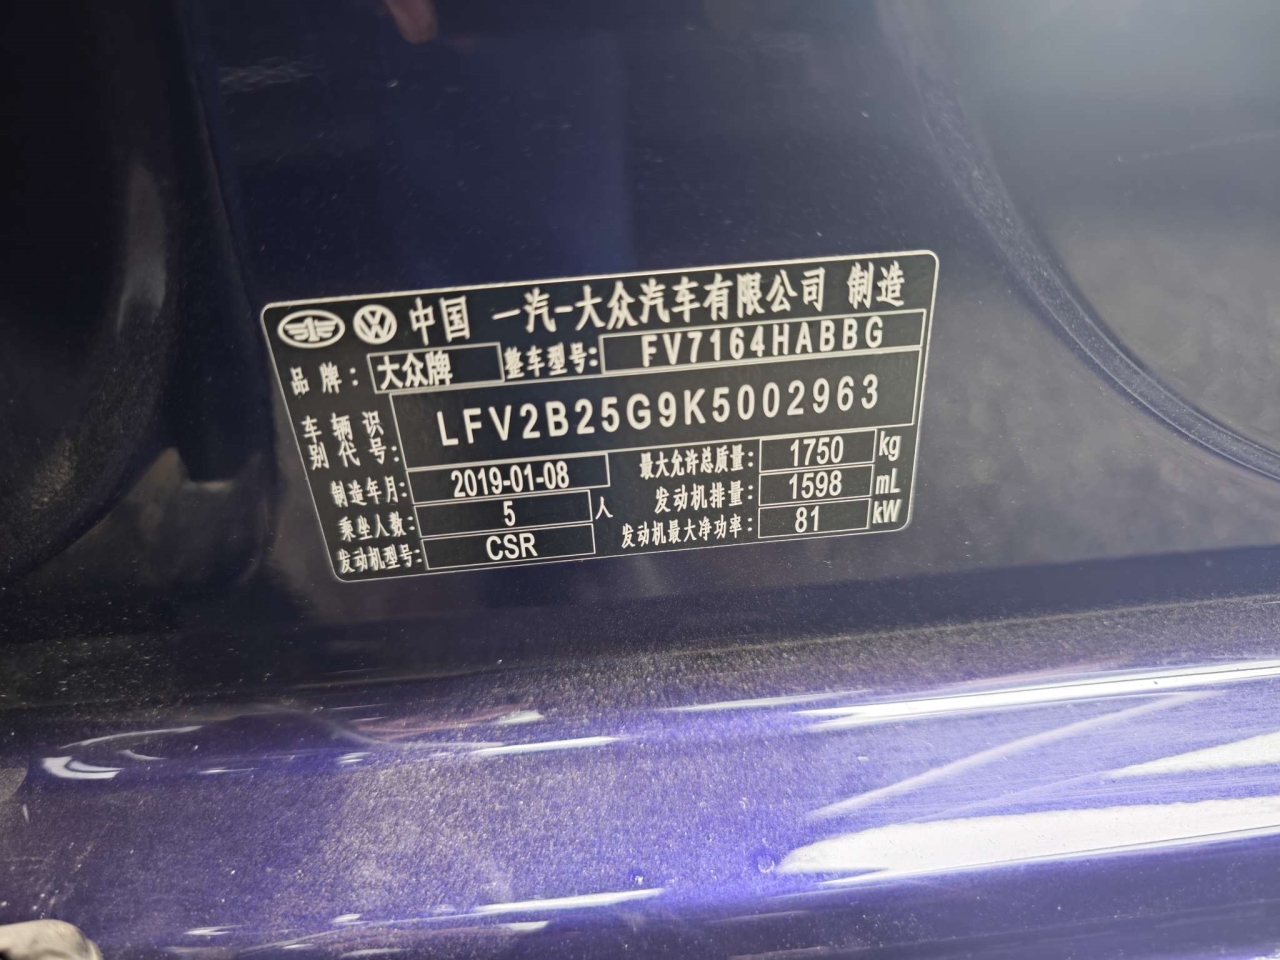 中国 一汽-大众汽车有限公司 制造
品牌: 大众牌 整车型号: FV7164HABBG
车辆识别代号: LFV2B25G9K5002963
制造年月: 2019-01-08 最大允许总质量: 1750 kg
乘坐人数: 5 人 发动机排量: 1598 mL
发动机型号: CSR 发动机最大净功率: 81 kW